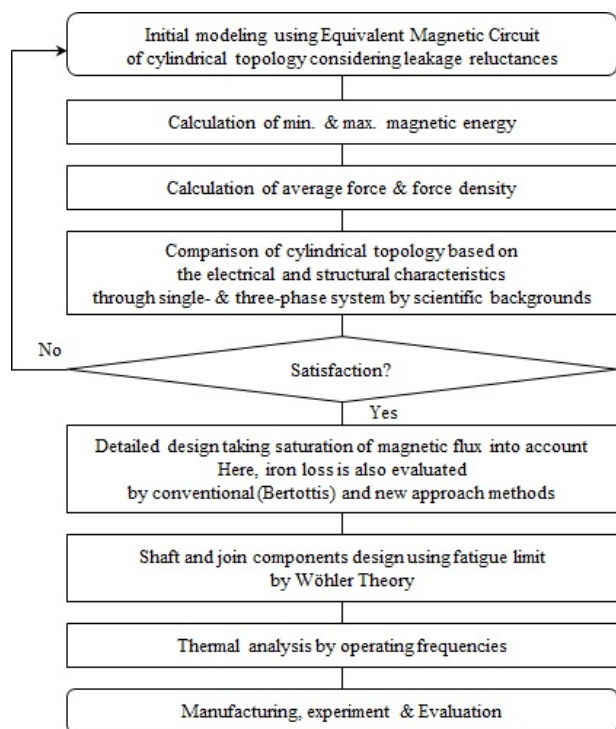 Initial modeling using Equivalent Magnetic Circuit
of cylindrical topology considering leakage reluctances
Calculation of min. & max. magnetic energy
Calculation of average force & force density
Comparison of cylindrical topology based on
the electrical and structural characteristics
through single- & three-phase system by scientific backgrounds
No
Satisfaction?
Yes
Detailed design taking saturation of magnetic flux into account
Here, iron loss is also evaluated
by conventional (Bertottis) and new approach methods
Shaft and join components design using fatigue limit
by Wöhler Theory
Thermal analysis by operating frequencies
Manufacturing, experiment & Evaluation